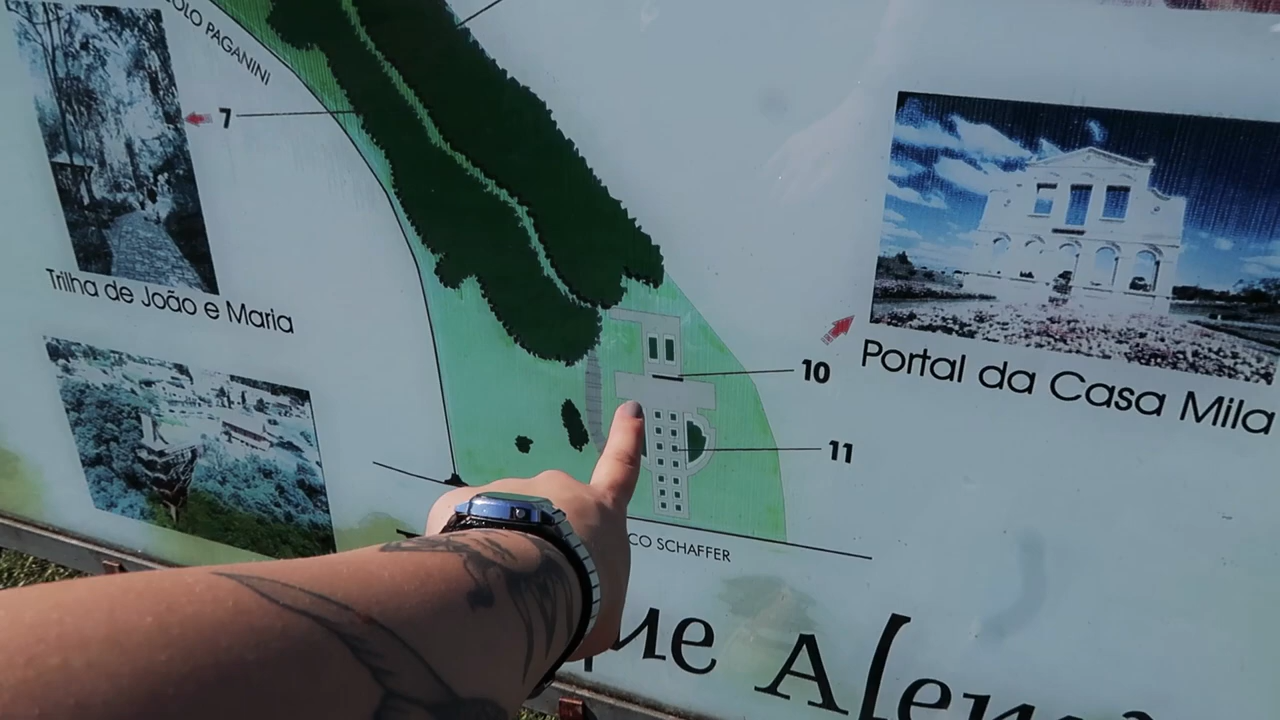 OLO PAGANINI
7
Trilha de João e Maria
10
Portal da Casa Mila
11
CO SCHAFFER
ue Alem